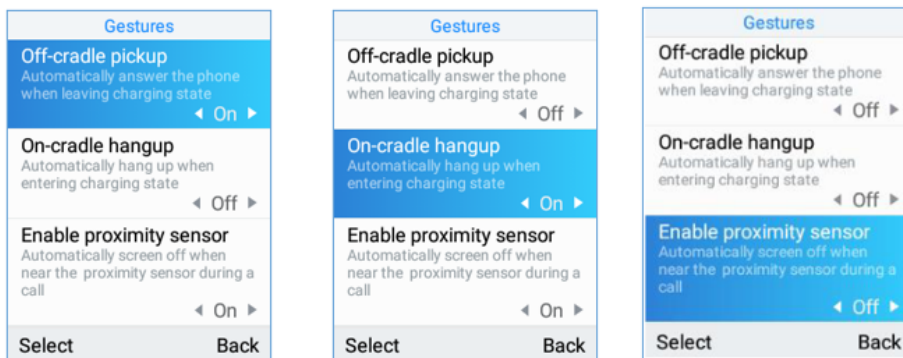 Gestures
Off-cradle pickup
Automatically answer the phone
when leaving charging state
On
On-cradle hangup
Automatically hang up when
entering charging state
Off
Enable proximity sensor
Automatically screen off when
near the proximity sensor during a
call
On
Select Back
Gestures
Off-cradle pickup
Automatically answer the phone
when leaving charging state
Off
On-cradle hangup
Automatically hang up when
entering charging state
On
Enable proximity sensor
Automatically screen off when
near the proximity sensor during a
call
On
Select Back
Gestures
Off-cradle pickup
Automatically answer the phone
when leaving charging state
Off
On-cradle hangup
Automatically hang up when
entering charging state
Off
Enable proximity sensor
Automatically screen off when
near the proximity sensor during a
call
Off
Select Back